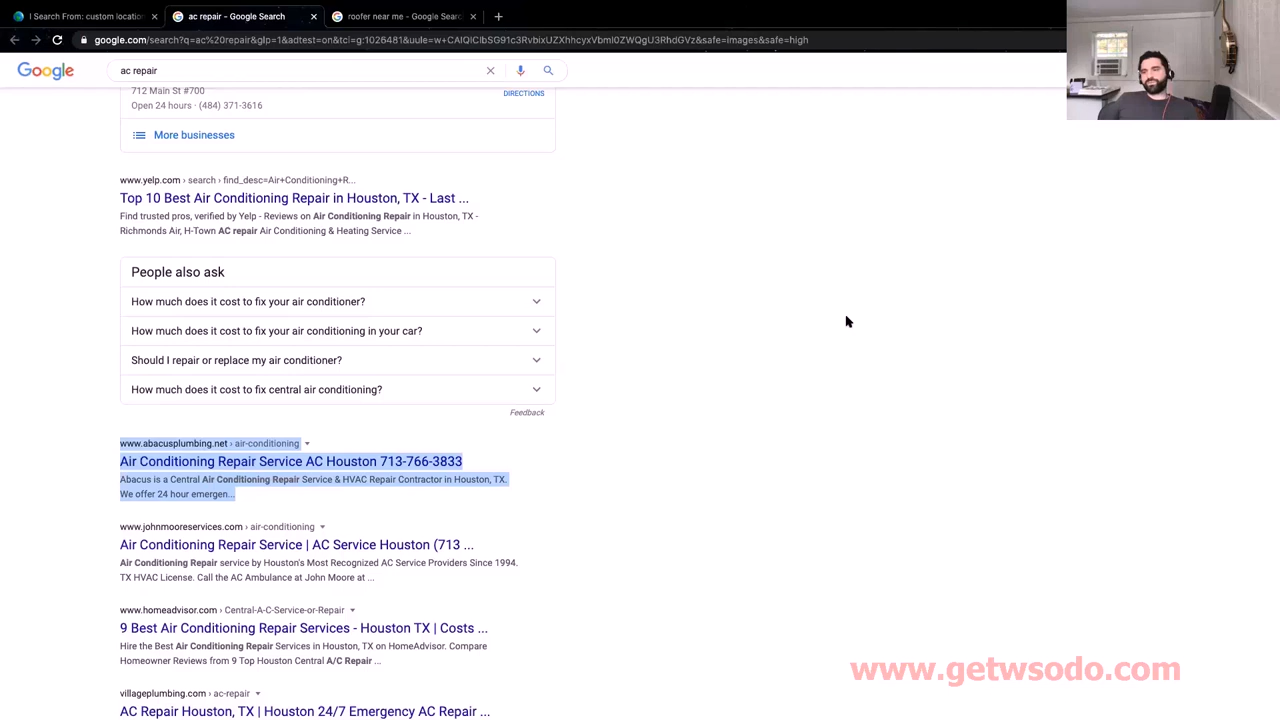 I Search From: custom locatio
ac repair - Google Search
roofer near me - Google Searc
google.com/search?q=ac%20repair&glp=1&adtest=on&tci=g:1026481&uule=w+CAIQICIbSG91c3RvbixUZXhhcyxVbml0ZWQgU3RhdGVz&safe=images&safe=high
Google
ac repair
712 Main St #700
Open 24 hours · (484) 371-3616
DIRECTIONS
More businesses
www.yelp.com › search › find_desc=Air+Conditioning+R...
Top 10 Best Air Conditioning Repair in Houston, TX - Last ...
Find trusted pros, verified by Yelp - Reviews on Air Conditioning Repair in Houston, TX -
Richmonds Air, H-Town AC repair Air Conditioning & Heating Service ...
People also ask
How much does it cost to fix your air conditioner?
How much does it cost to fix your air conditioning in your car?
Should I repair or replace my air conditioner?
How much does it cost to fix central air conditioning?
Feedback
www.abacusplumbing.net › air-conditioning
Air Conditioning Repair Service AC Houston 713-766-3833
Abacus is a Central Air Conditioning Repair Service & HVAC Repair Contractor in Houston, TX.
We offer 24 hour emergen...
www.johnmooreservices.com › air-conditioning
Air Conditioning Repair Service | AC Service Houston (713 ...
Air Conditioning Repair service by Houston's Most Recognized AC Service Providers Since 1994.
TX HVAC License. Call the AC Ambulance at John Moore at ...
www.homeadvisor.com › Central-A-C-Service-or-Repair
9 Best Air Conditioning Repair Services - Houston TX | Costs ...
Hire the Best Air Conditioning Repair Services in Houston, TX on HomeAdvisor. Compare
Homeowner Reviews from 9 Top Houston Central A/C Repair ...
villageplumbing.com › ac-repair
AC Repair Houston, TX | Houston 24/7 Emergency AC Repair ...
www.getwsodo.com